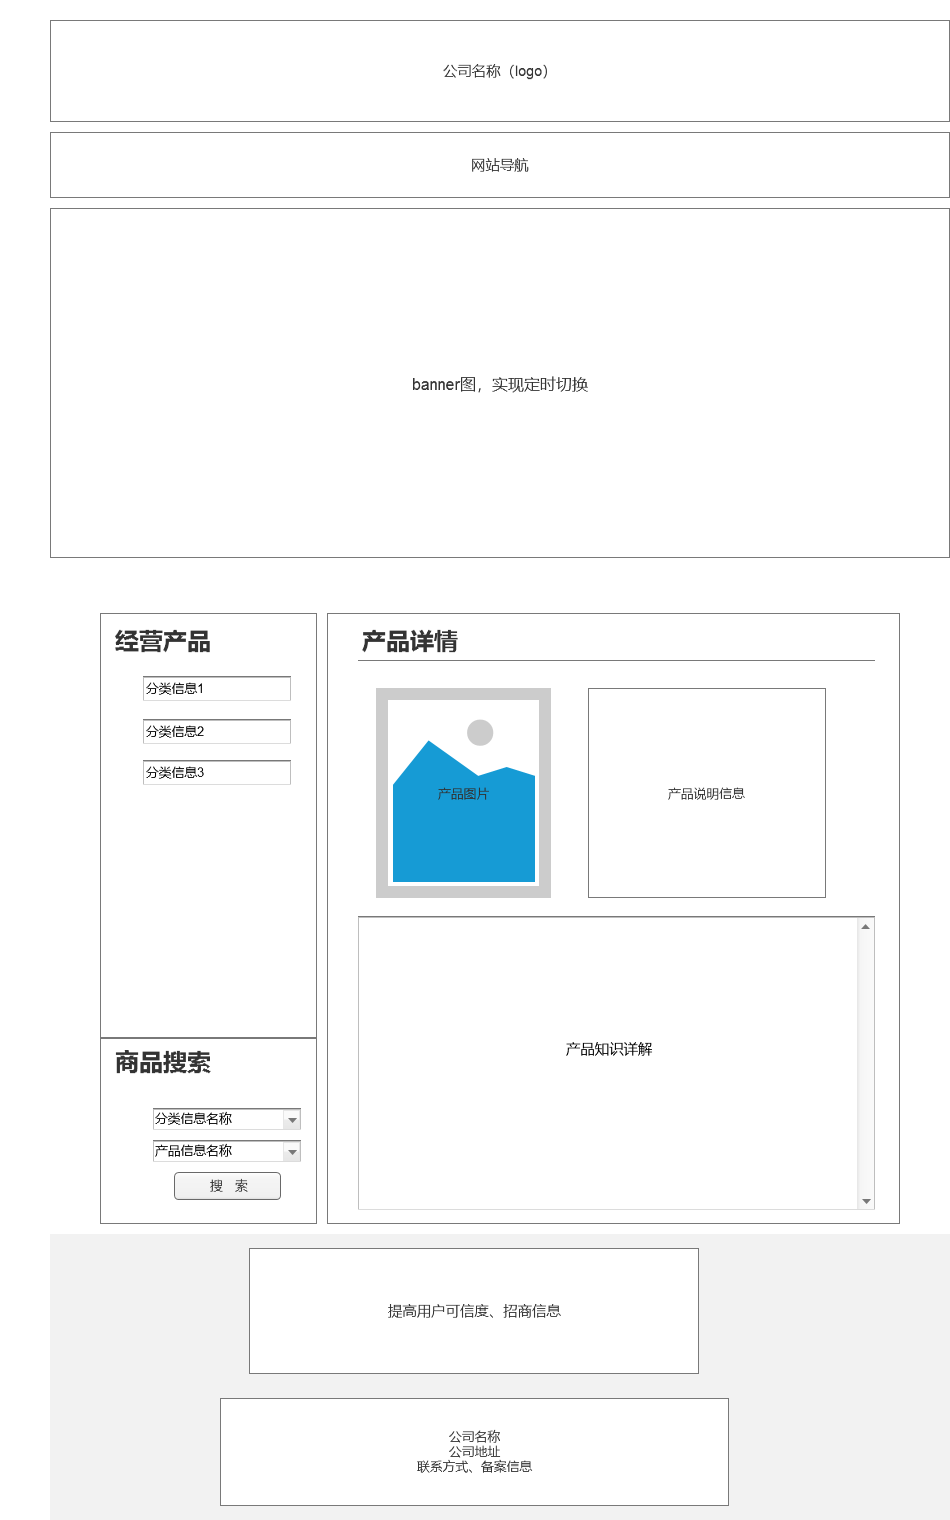 公司名称（logo）
网站导航
banner图，实现定时切换
经营产品
分类信息1
分类信息2
分类信息3
商品搜索
分类信息名称
产品信息名称
搜 索
产品详情
产品图片
产品说明信息
产品知识详解
提高用户可信度、招商信息
公司名称
公司地址
联系方式、备案信息